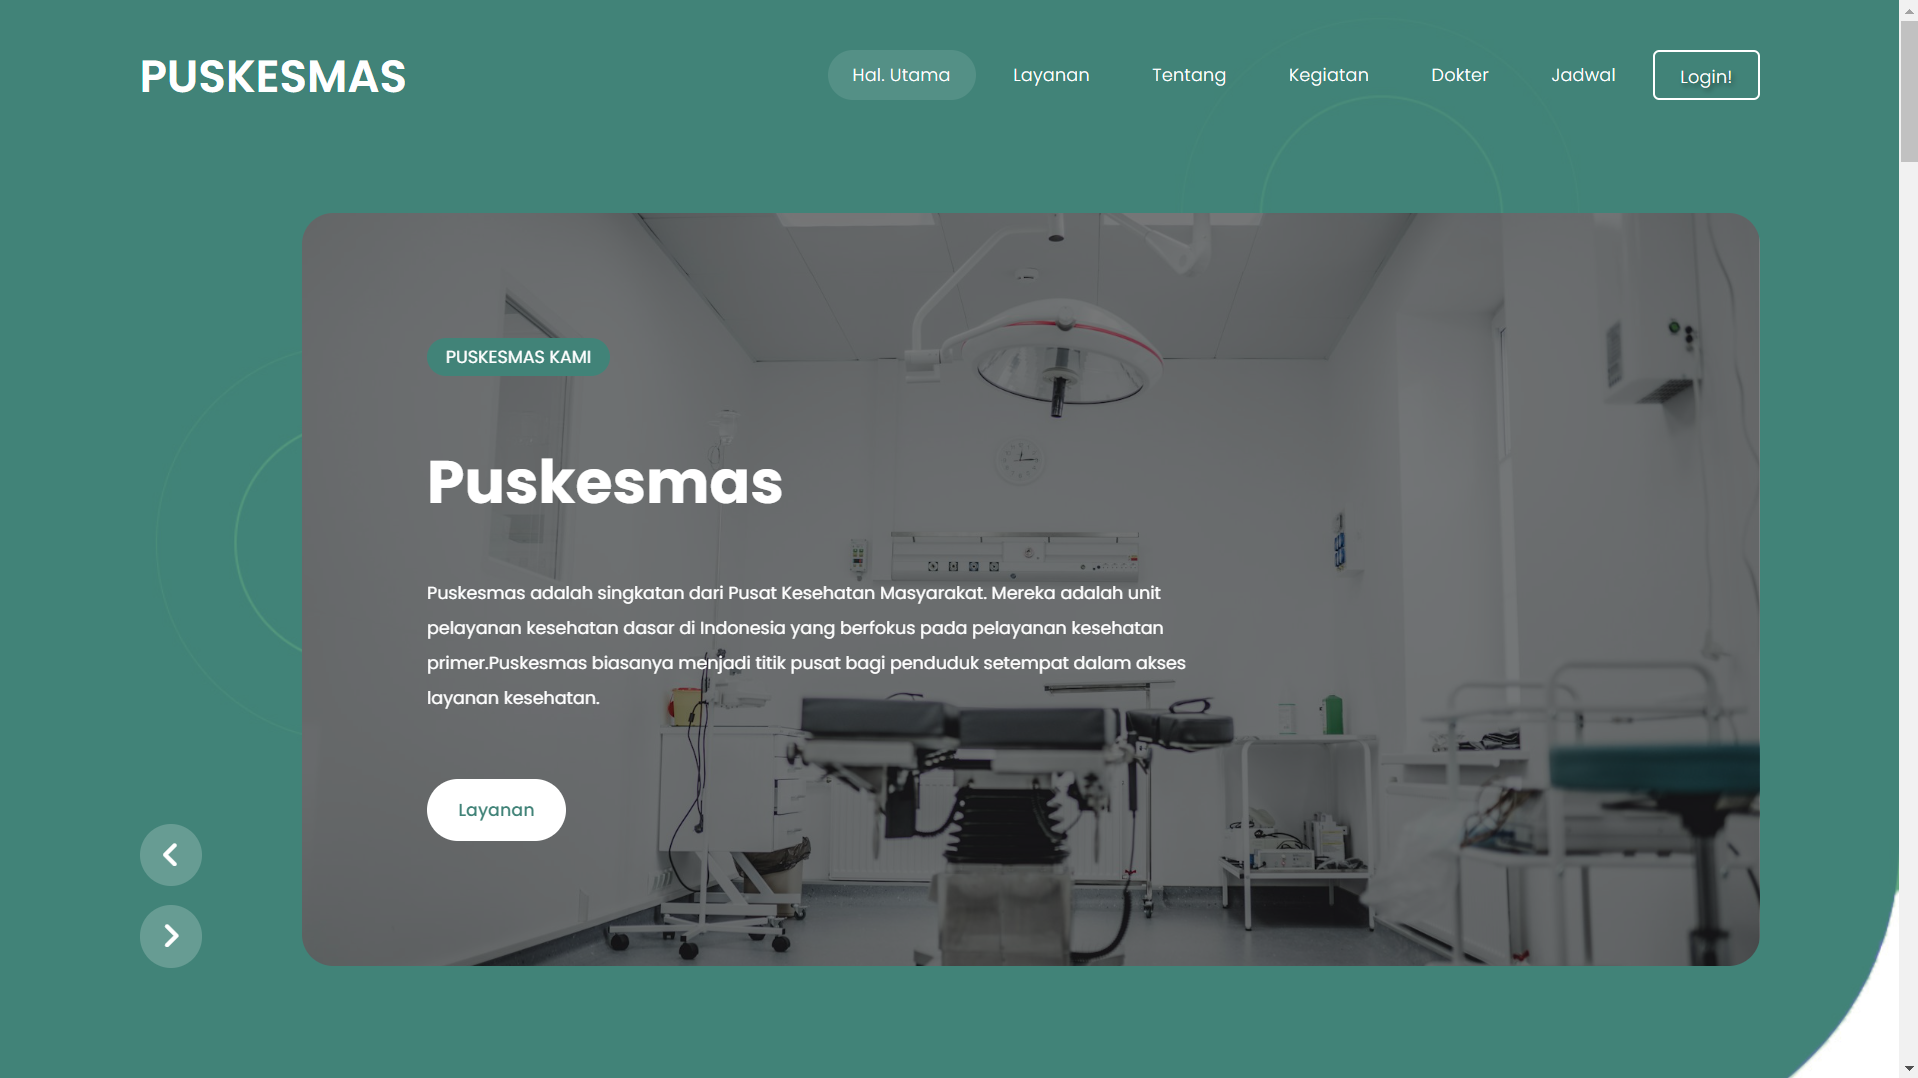 PUSKESMAS
Hal. Utama
Layanan
Tentang
Kegiatan
Dokter
Jadwal
Login!
PUSKESMAS KAMI
Puskesmas
Puskesmas adalah singkatan dari Pusat Kesehatan Masyarakat. Mereka adalah unit
pelayanan kesehatan dasar di Indonesia yang berfokus pada pelayanan kesehatan
primer.Puskesmas biasanya menjadi titik pusat bagi penduduk setempat dalam akses
layanan kesehatan.
Layanan